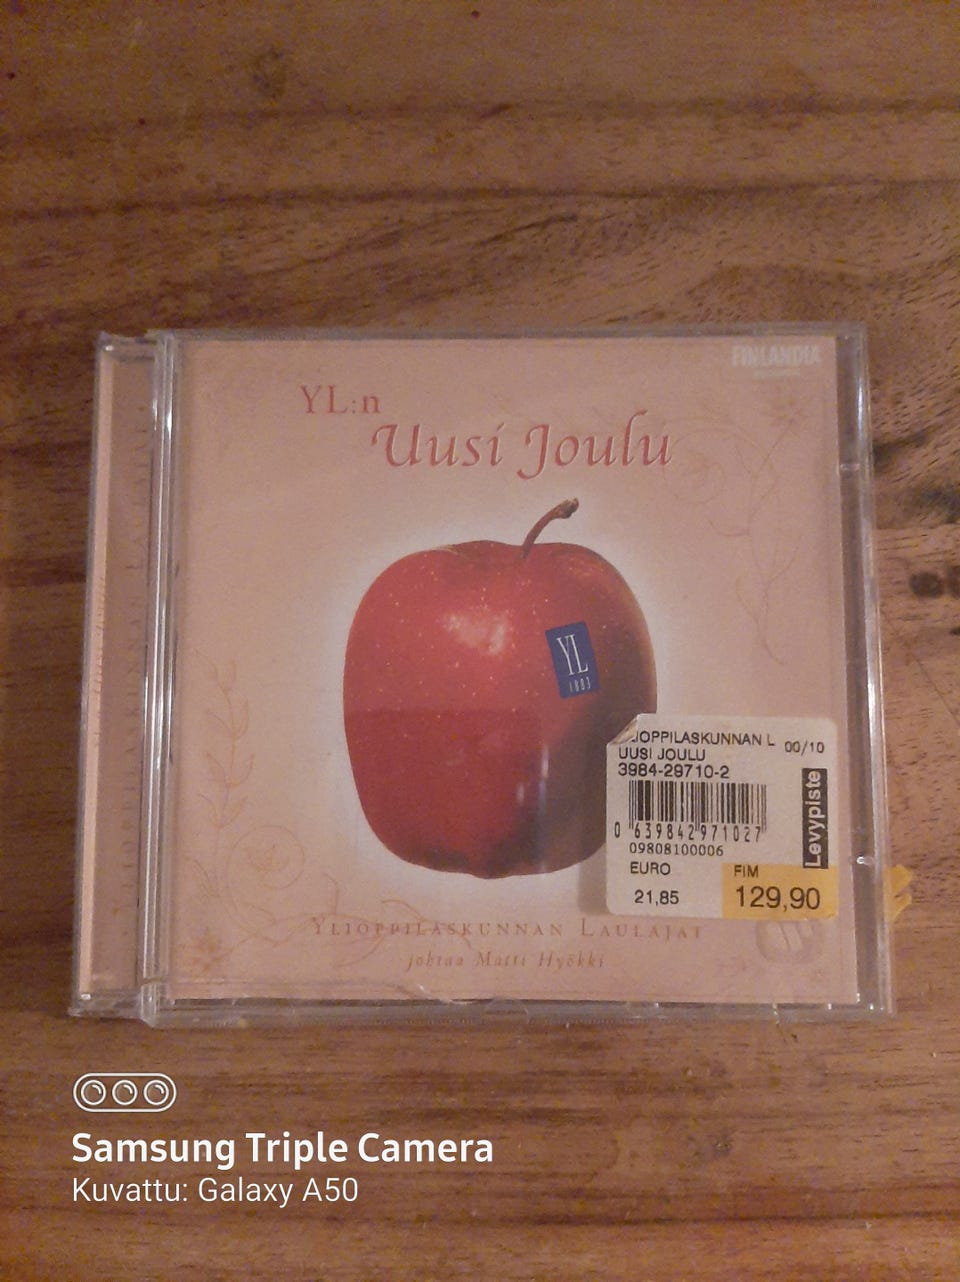 FINLANDIA
YL:n
Uusi Joulu
YL
1883
JOPPILASKUNNAN L 00/10
UUSI JOULU
3984-29710-2
0 639842 971027
09808100006
Levypiste
EURO FIM
21,85 129,90
YLIOPPILASKUNNAN LAULAJAT
johtaa Matti Hyökki
Samsung Triple Camera
Kuvattu: Galaxy A50